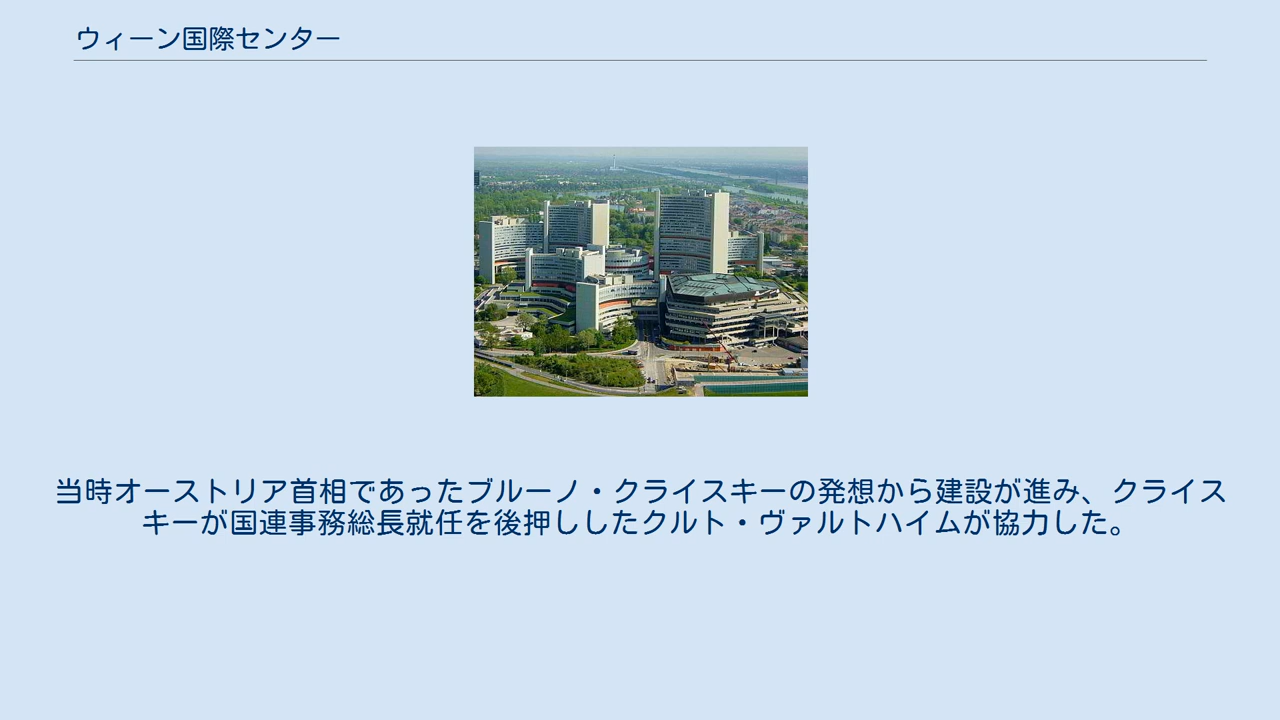 ウィーン国際センター
当時オーストリア首相であったブルーノ・クライスキーの発想から建設が進み、クライス
キーが国連事務総長就任を後押ししたクルト・ヴァルトハイムが協力した。